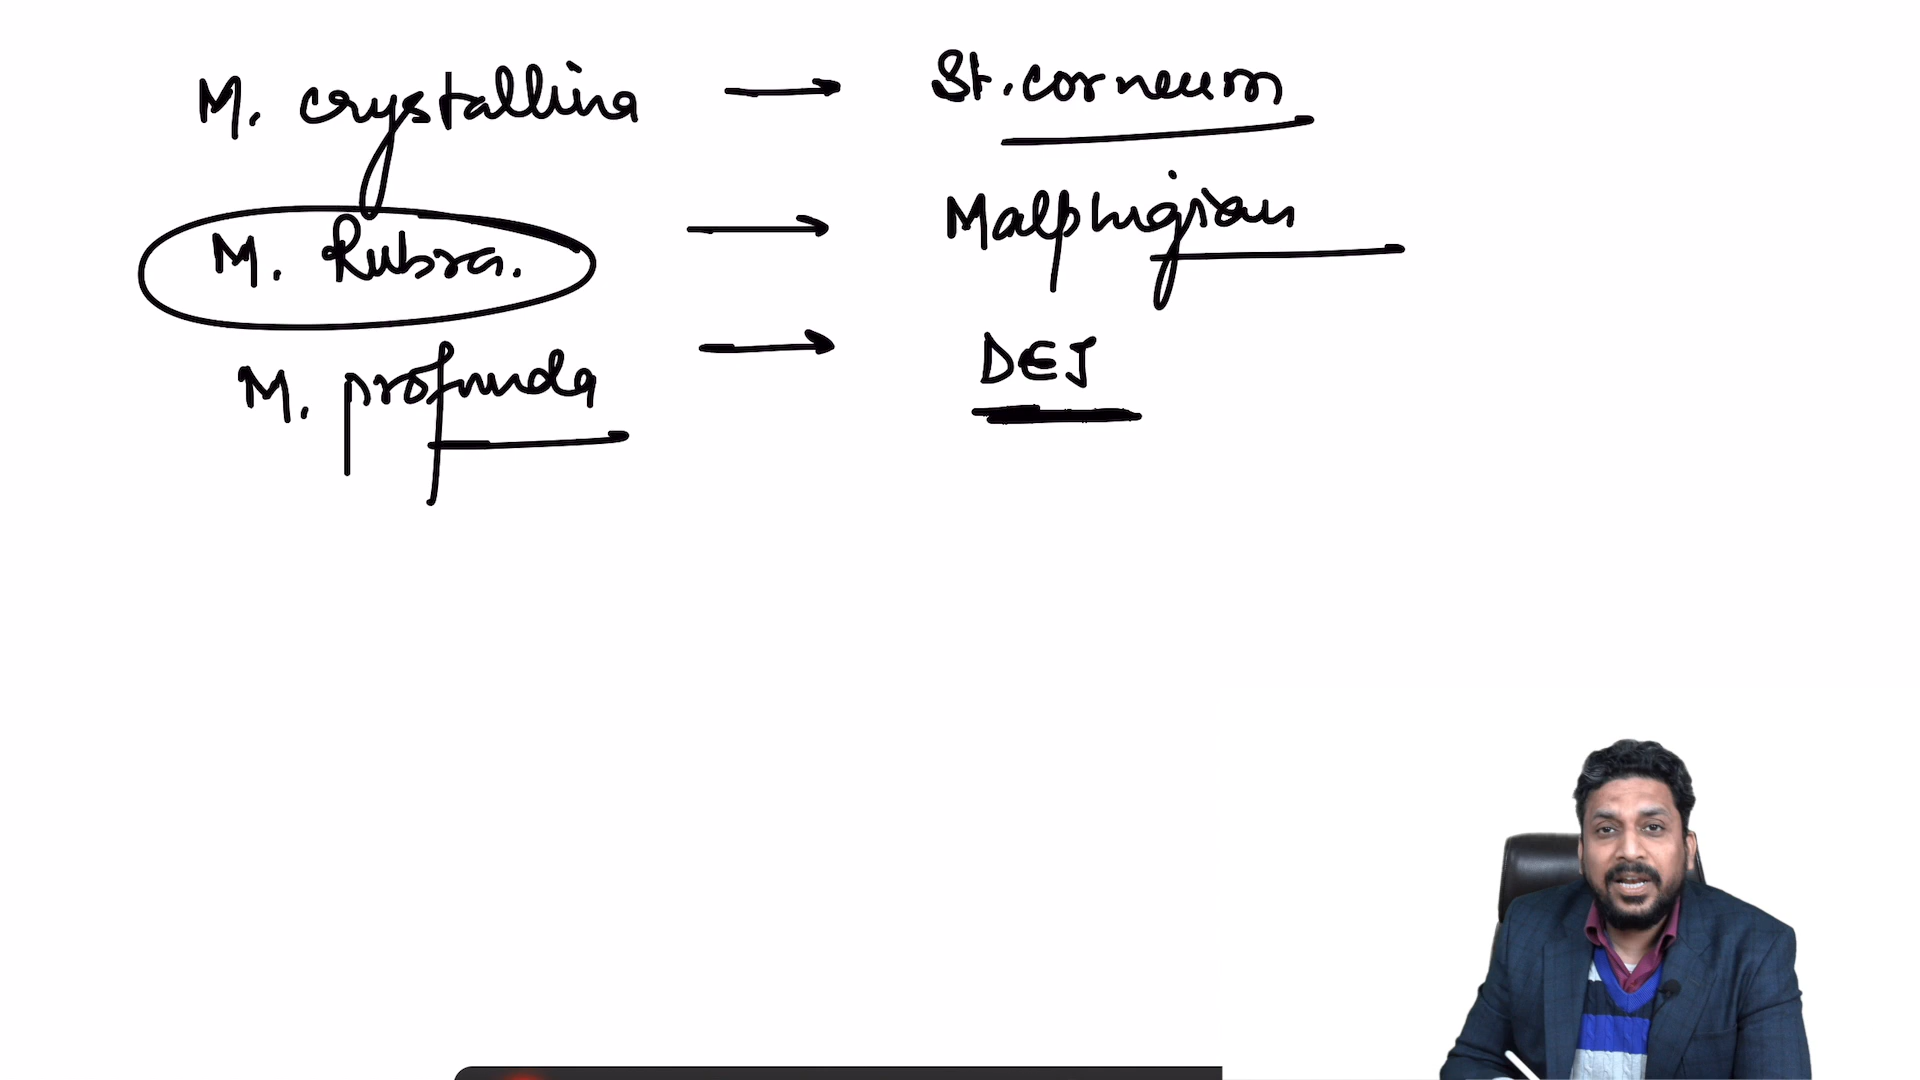 M. crystallina → St. corneum
M. Rubra. → Malphigian
M. profunda → DEJ